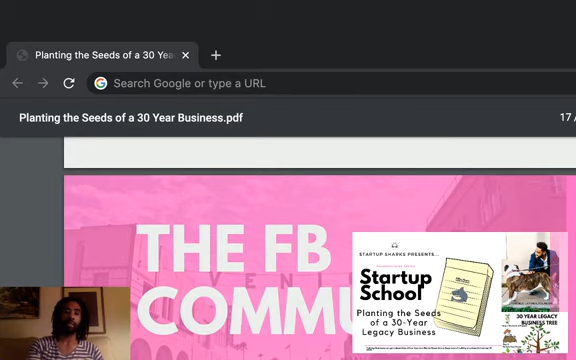 Planting the Seeds of a 30 Yea
Search Google or type a URL
Planting the Seeds of a 30 Year Business.pdf
17 /
THE FB
COMMU
VEN
STARTUP SHARKS PRESENTS...
Startup
School
Planting the Seeds
of a 30-Year
Legacy Business
30 YEAR LEGACY
BUSINESS TREE